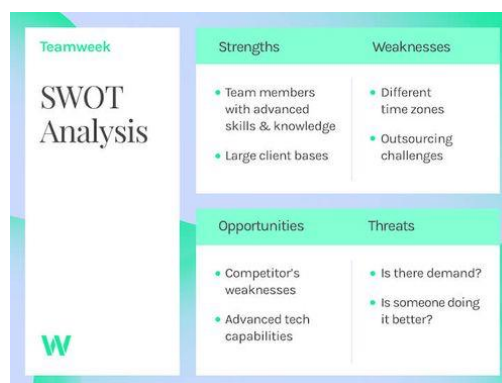 Teamweek
SWOT
Analysis
Strengths
Weaknesses
Team members
with advanced
skills & knowledge
Large client bases
Different
time zones
Outsourcing
challenges
Opportunities
Threats
Competitor's
weaknesses
Advanced tech
capabilities
Is there demand?
Is someone doing
it better?
W